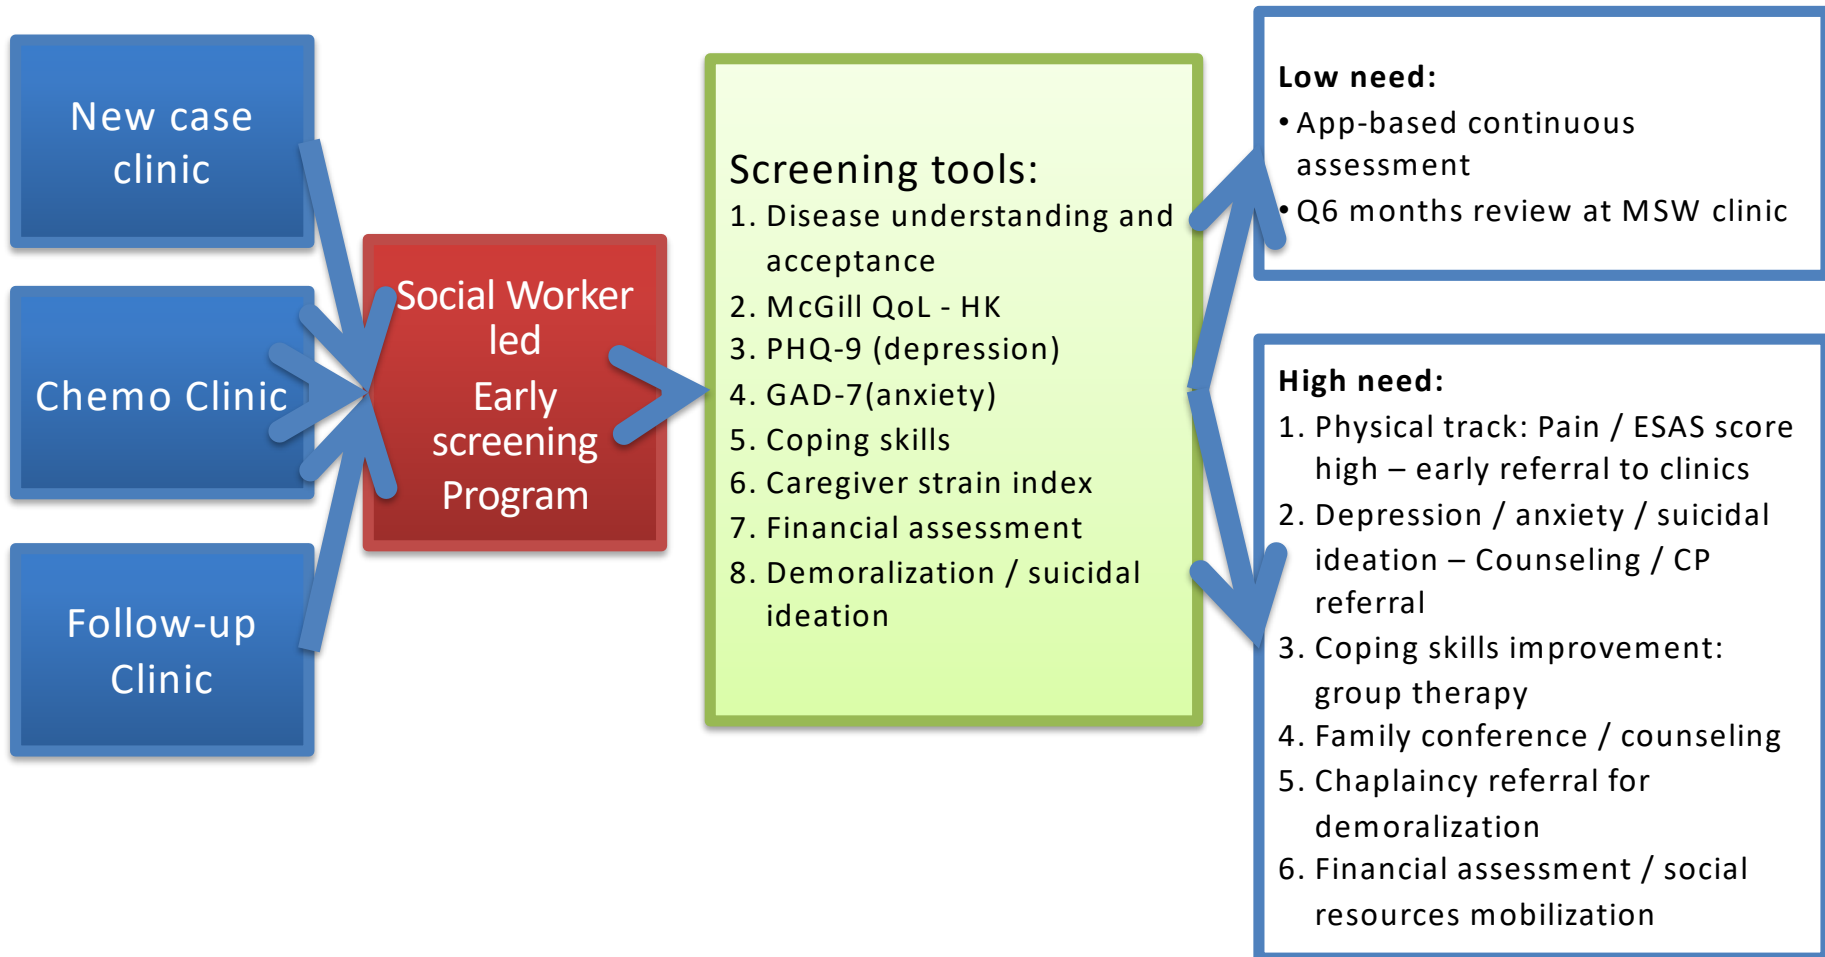 New case
clinic
Chemo Clinic
Follow-up
Clinic
Social Worker
led
Early
screening
Program
Screening tools:
1. Disease understanding and
acceptance
2. McGill QoL - HK
3. PHQ-9 (depression)
4. GAD-7(anxiety)
5. Coping skills
6. Caregiver strain index
7. Financial assessment
8. Demoralization / suicidal
ideation
Low need:
• App-based continuous
assessment
• Q6 months review at MSW clinic
High need:
1. Physical track: Pain / ESAS score
high – early referral to clinics
2. Depression / anxiety / suicidal
ideation – Counseling / CP
referral
3. Coping skills improvement:
group therapy
4. Family conference / counseling
5. Chaplaincy referral for
demoralization
6. Financial assessment / social
resources mobilization